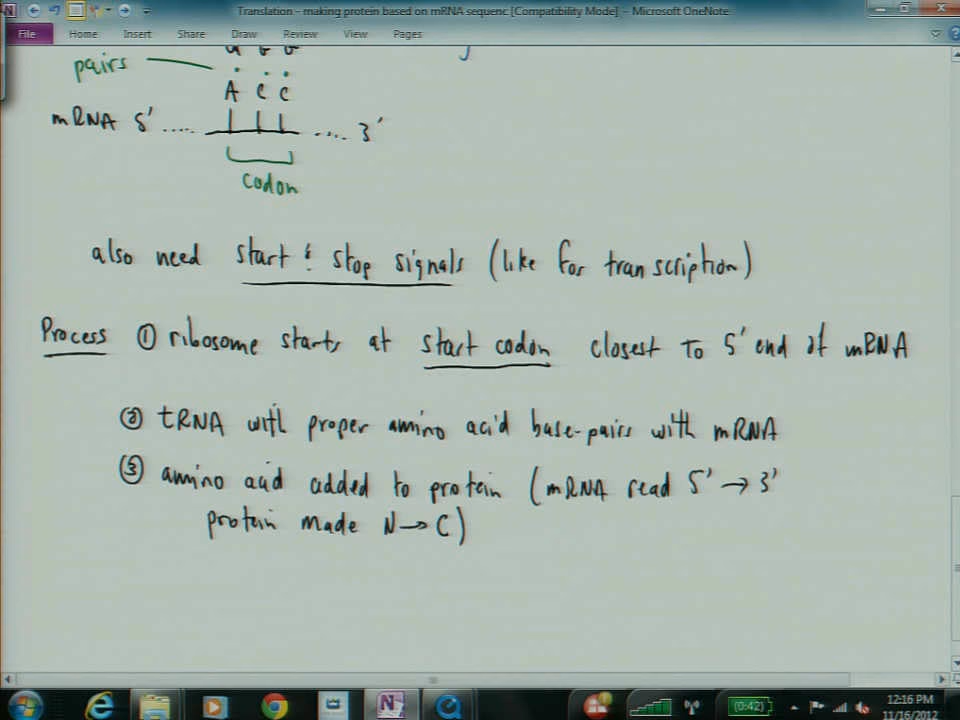 Translation - making protein based on mRNA sequenc [Compatibility Mode] - Microsoft OneNote
File Home Insert Share Draw Review View Pages
pairs
A C C
mRNA 5' ..... .... 3'
codon
also need start & stop signals (like for transcription)
Process ① ribosome starts at start codon closest to 5' end of mRNA
② tRNA with proper amino acid base-pairs with mRNA
③ amino acid added to protein (mRNA read 5' → 3'
protein made N → C)
(0:42)
12:16 PM
11/16/2012